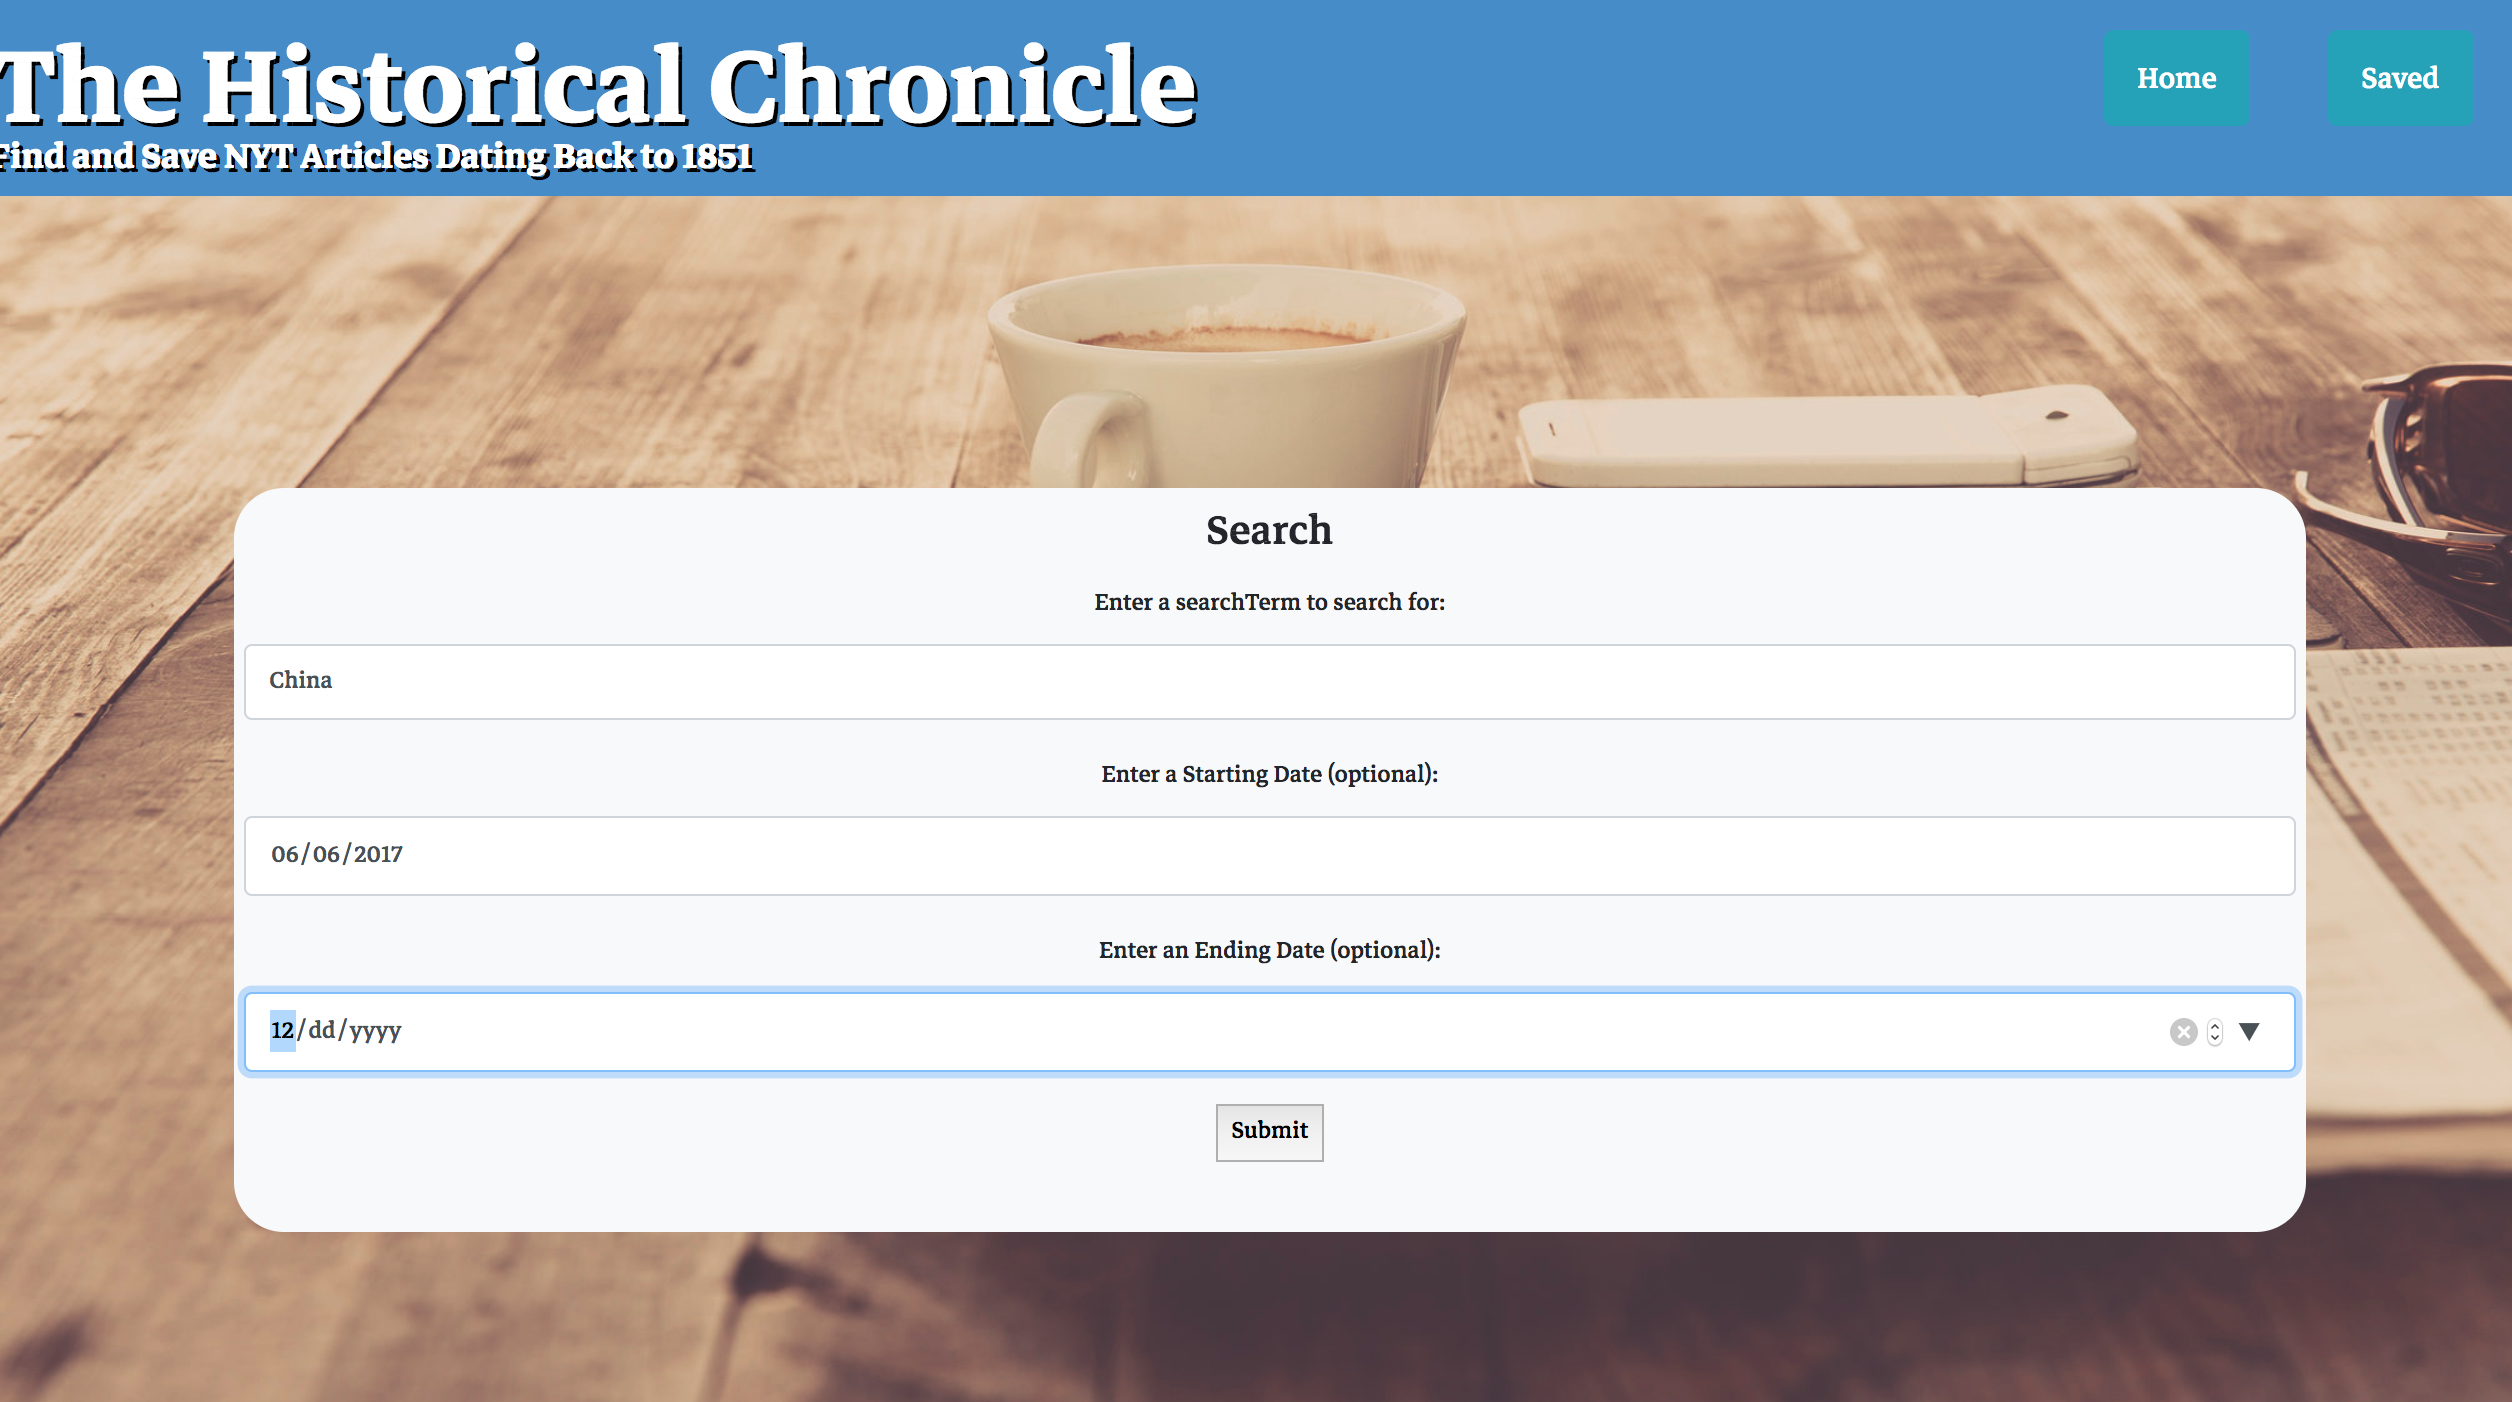 The Historical Chronicle
Find and Save NYT Articles Dating Back to 1851
Home
Saved
Search
Enter a searchTerm to search for:
China
Enter a Starting Date (optional):
06/06/2017
Enter an Ending Date (optional):
12/dd/yyyy
Submit